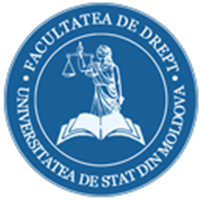 FACULTATEA DE DREPT
UNIVERSITATEA DE STAT DIN MOLDOVA